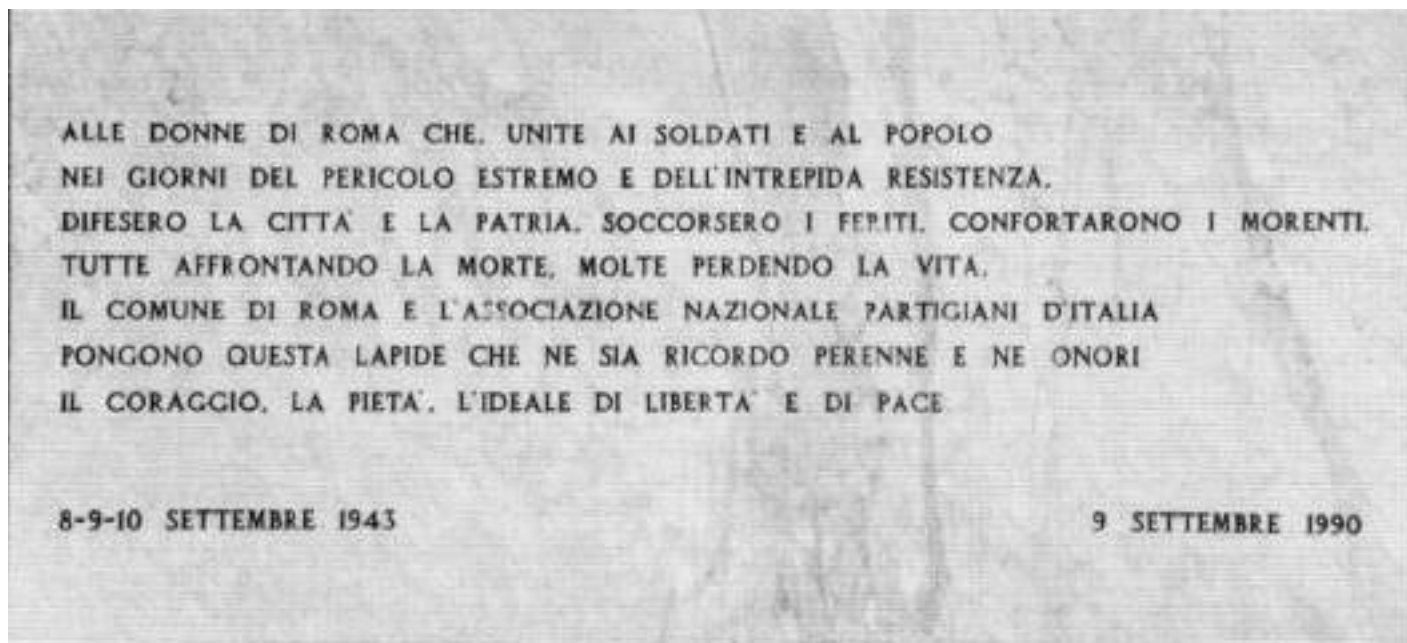 ALLE DONNE DI ROMA CHE, UNITE AI SOLDATI E AL POPOLO
NEI GIORNI DEL PERICOLO ESTREMO E DELL'INTREPIDA RESISTENZA,
DIFESERO LA CITTA' E LA PATRIA, SOCCORSERO I FERITI, CONFORTARONO I MORENTI,
TUTTE AFFRONTANDO LA MORTE, MOLTE PERDENDO LA VITA,
IL COMUNE DI ROMA E L'ASSOCIAZIONE NAZIONALE PARTIGIANI D'ITALIA
PONGONO QUESTA LAPIDE CHE NE SIA RICORDO PERENNE E NE ONORI
IL CORAGGIO, LA PIETA', L'IDEALE DI LIBERTA' E DI PACE
8-9-10 SETTEMBRE 1943
9 SETTEMBRE 1990